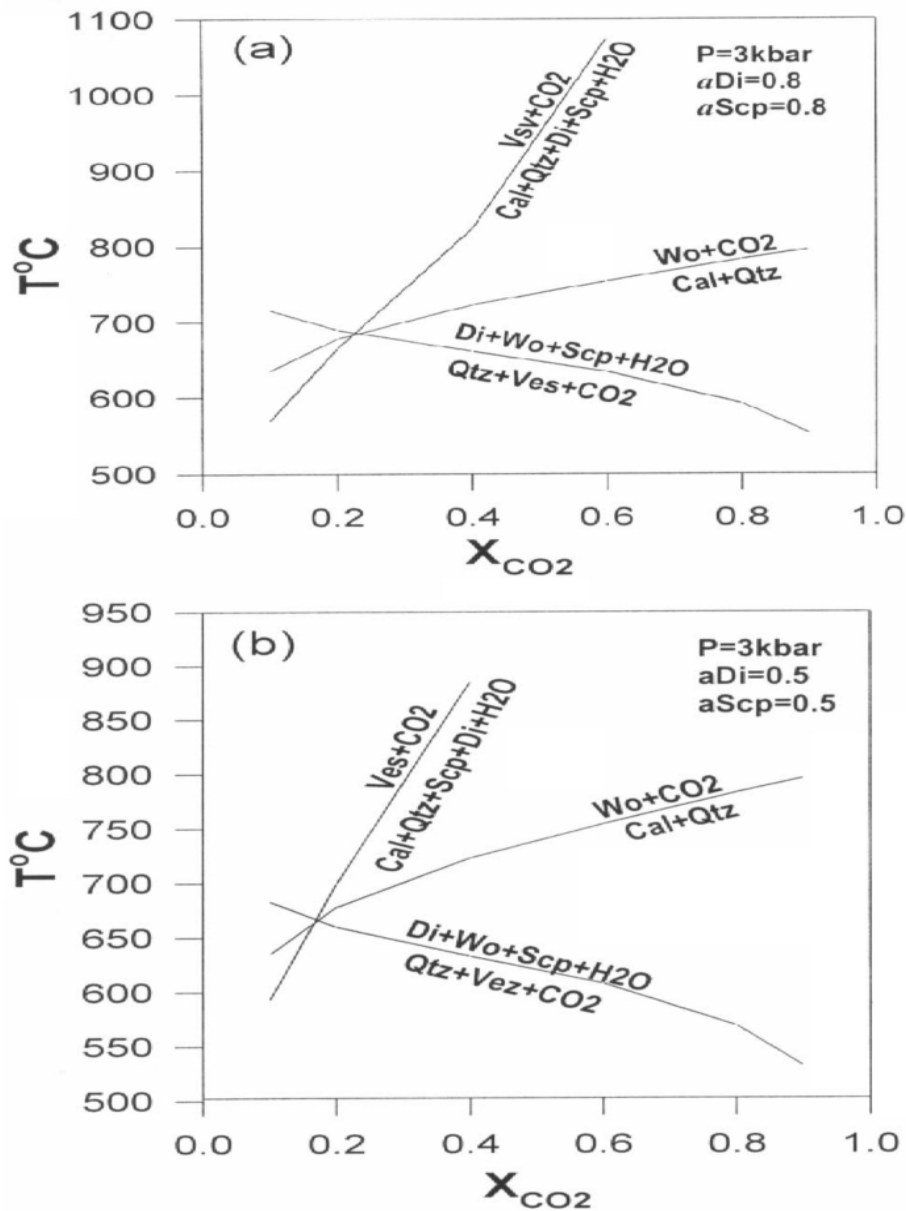 (a)
P=3kbar
aDi=0.8
aScp=0.8
Vsv+CO2
Cal+Qtz+Di+Scp+H2O
Wo+CO2
Cal+Qtz
Di+Wo+Scp+H2O
Qtz+Ves+CO2
1100
1000
900
800
700
600
500
T°C
0.0 0.2 0.4 0.6 0.8 1.0
XCO2
(b)
P=3kbar
aDi=0.5
aScp=0.5
Ves+CO2
Cal+Qtz+Scp+Di+H2O
Wo+CO2
Cal+Qtz
Di+Wo+Scp+H2O
Qtz+Vez+CO2
950
900
850
800
750
700
650
600
550
500
T°C
0.0 0.2 0.4 0.6 0.8 1.0
XCO2